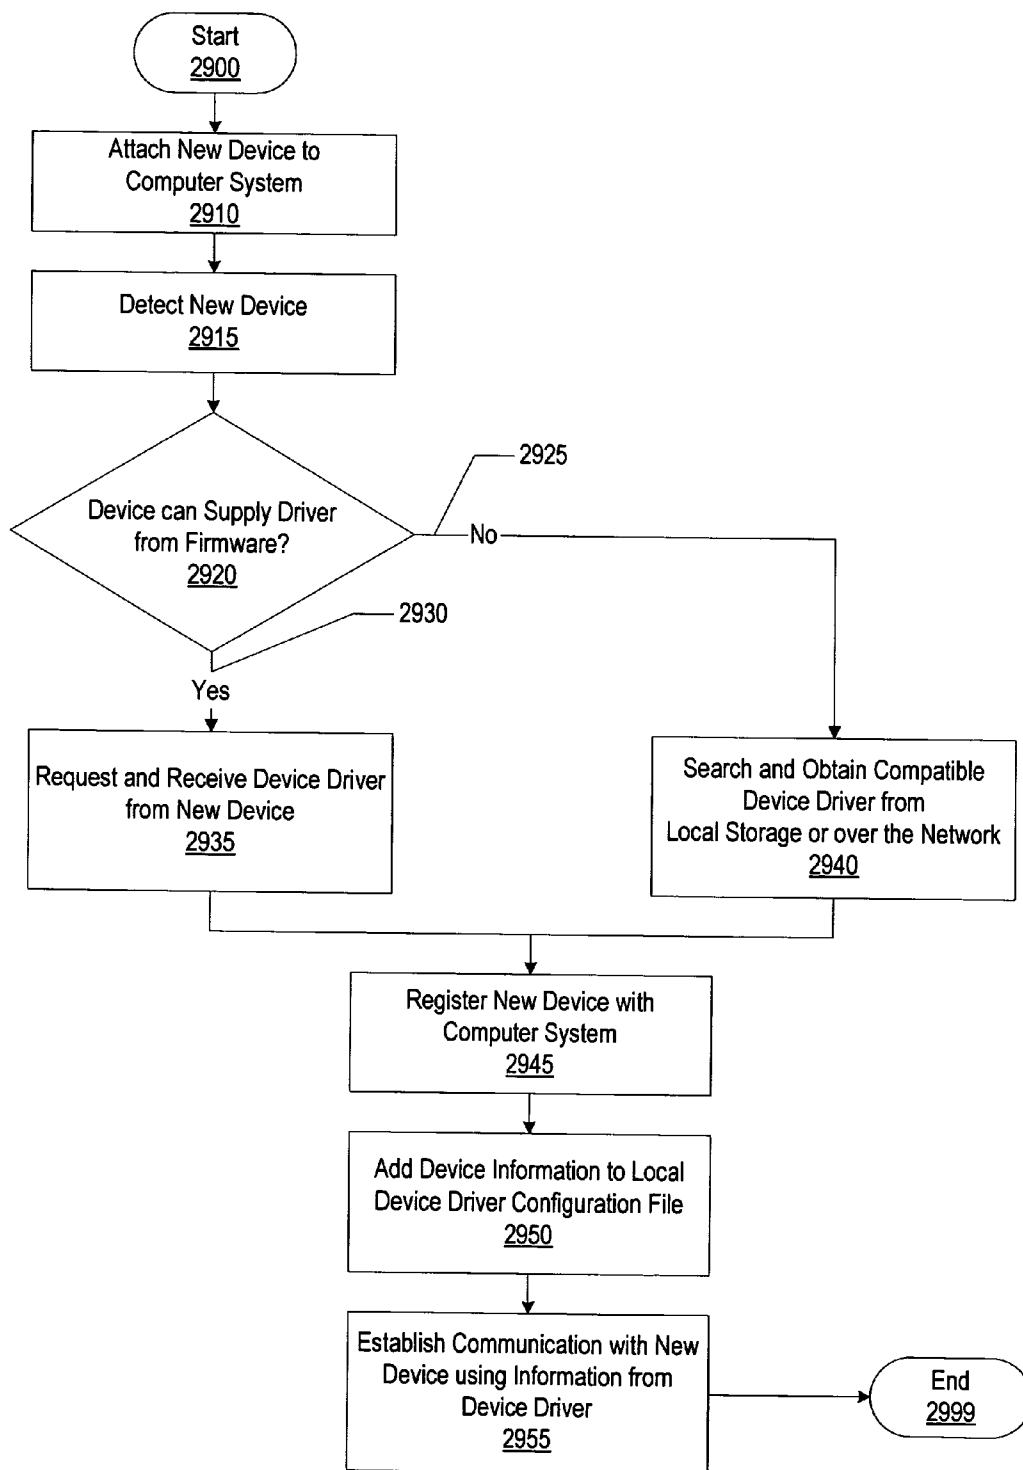 Start
2900
Attach New Device to
Computer System
2910
Detect New Device
2915
2925
Device can Supply Driver
from Firmware?
2920
No
2930
Yes
Request and Receive Device Driver
from New Device
2935
Search and Obtain Compatible
Device Driver from
Local Storage or over the Network
2940
Register New Device with
Computer System
2945
Add Device Information to Local
Device Driver Configuration File
2950
Establish Communication with New
Device using Information from
Device Driver
2955
End
2999